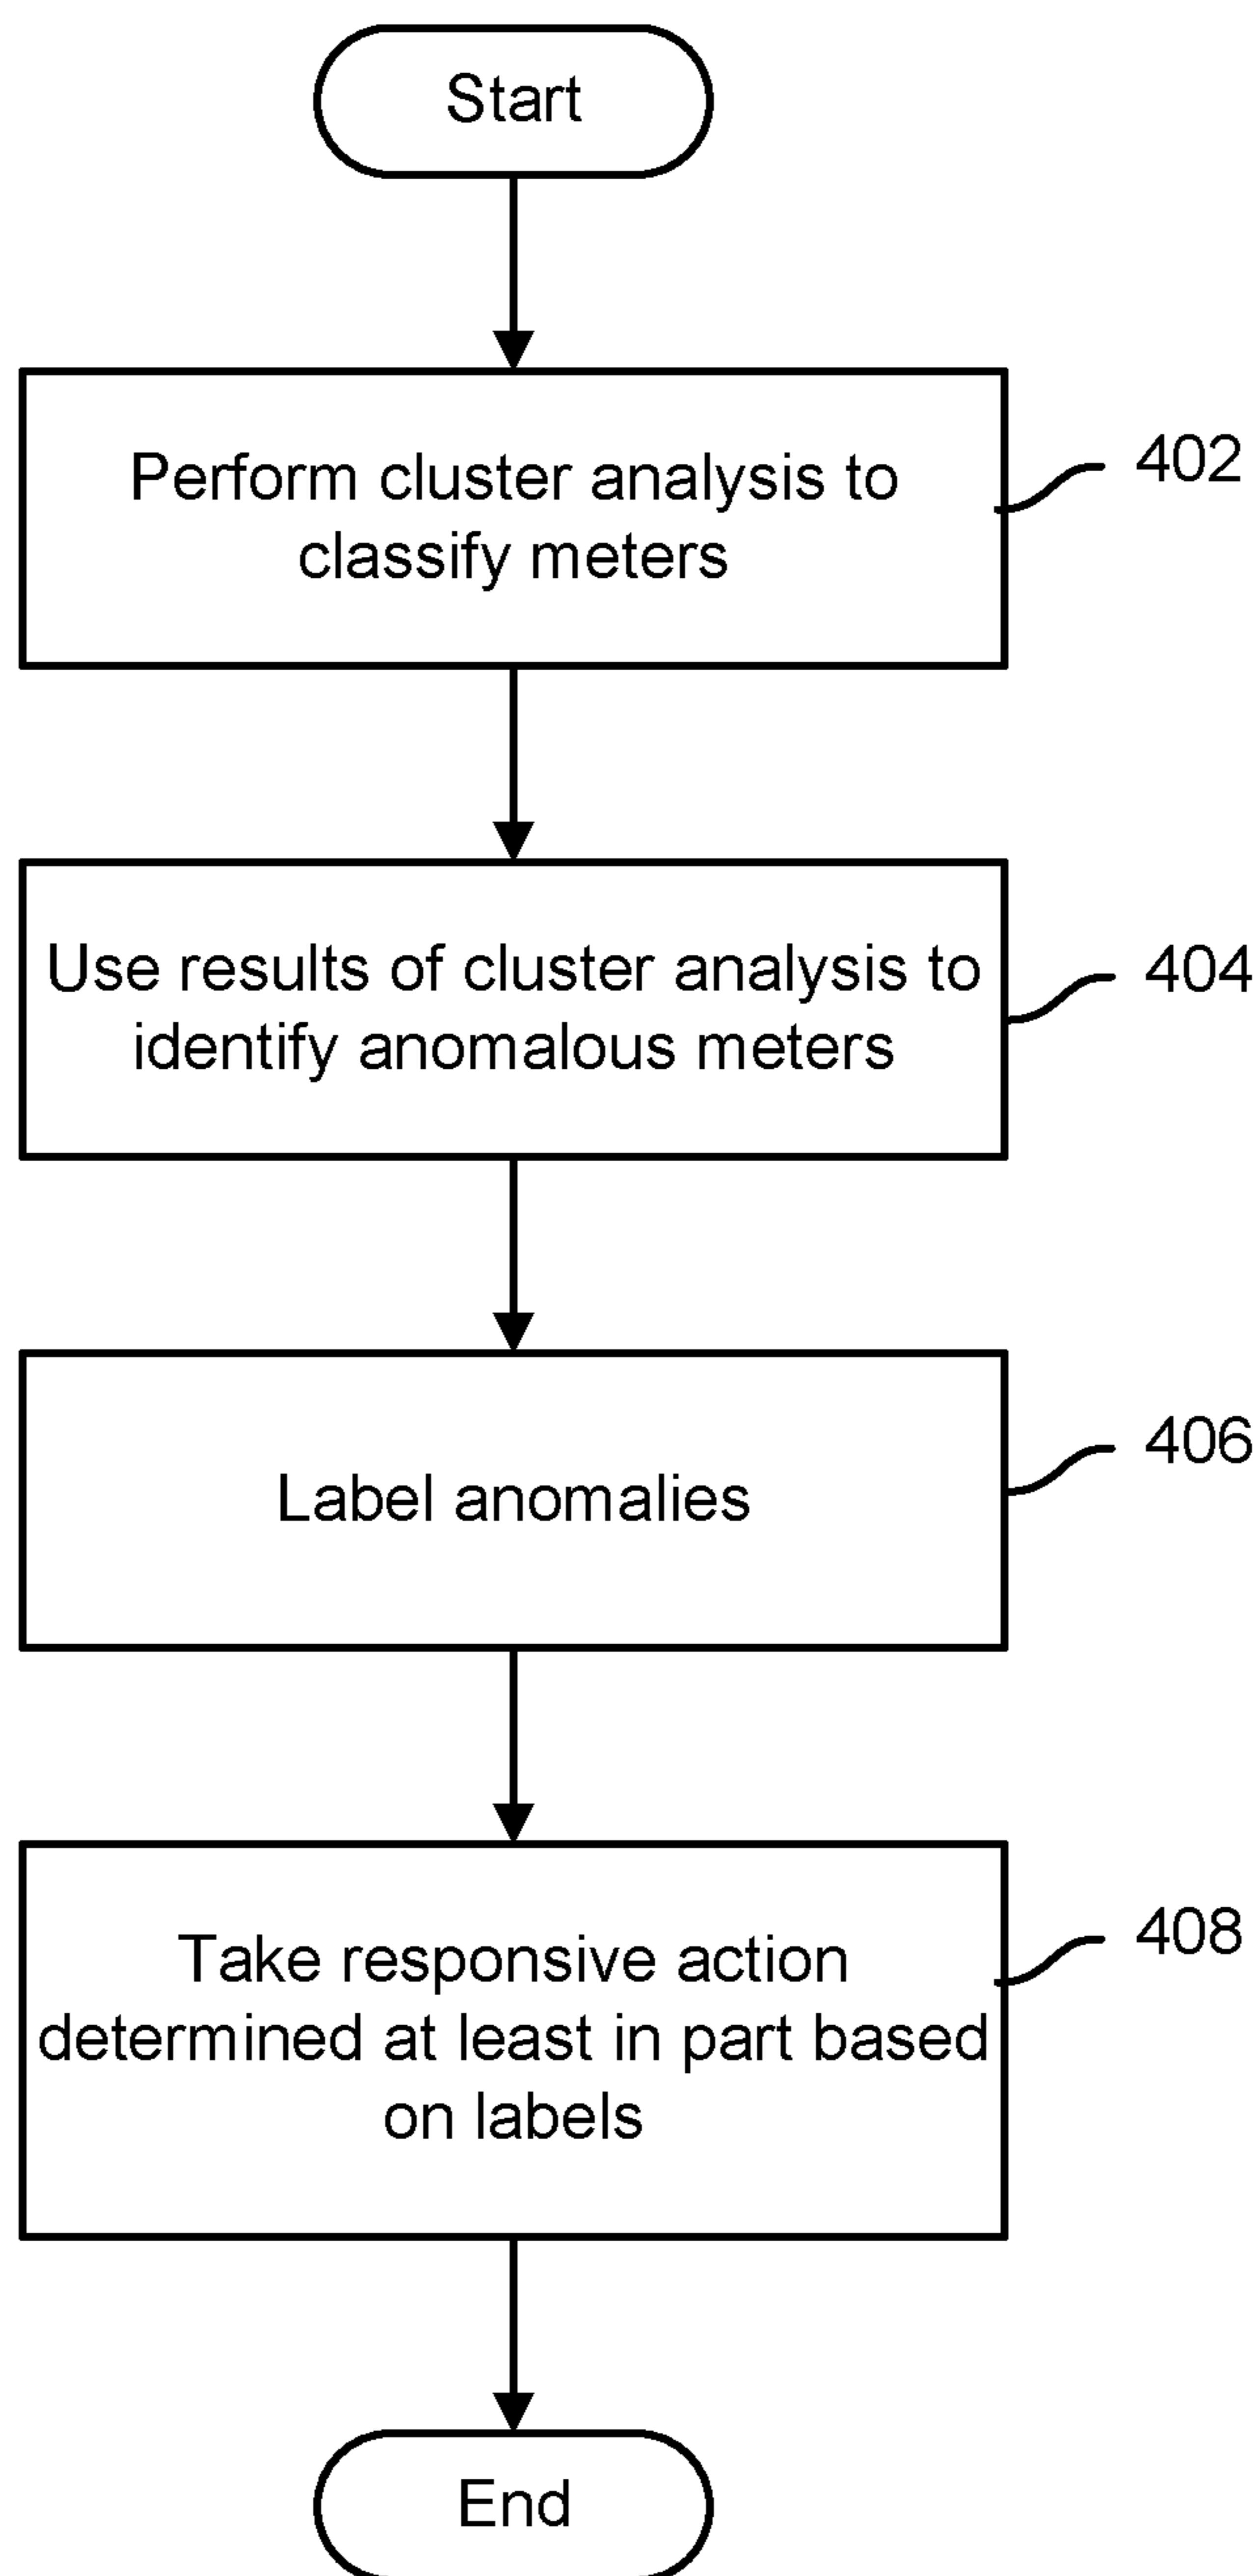 Start
Perform cluster analysis to
classify meters
402
Use results of cluster analysis to
identify anomalous meters
404
Label anomalies
406
Take responsive action
determined at least in part based
on labels
408
End